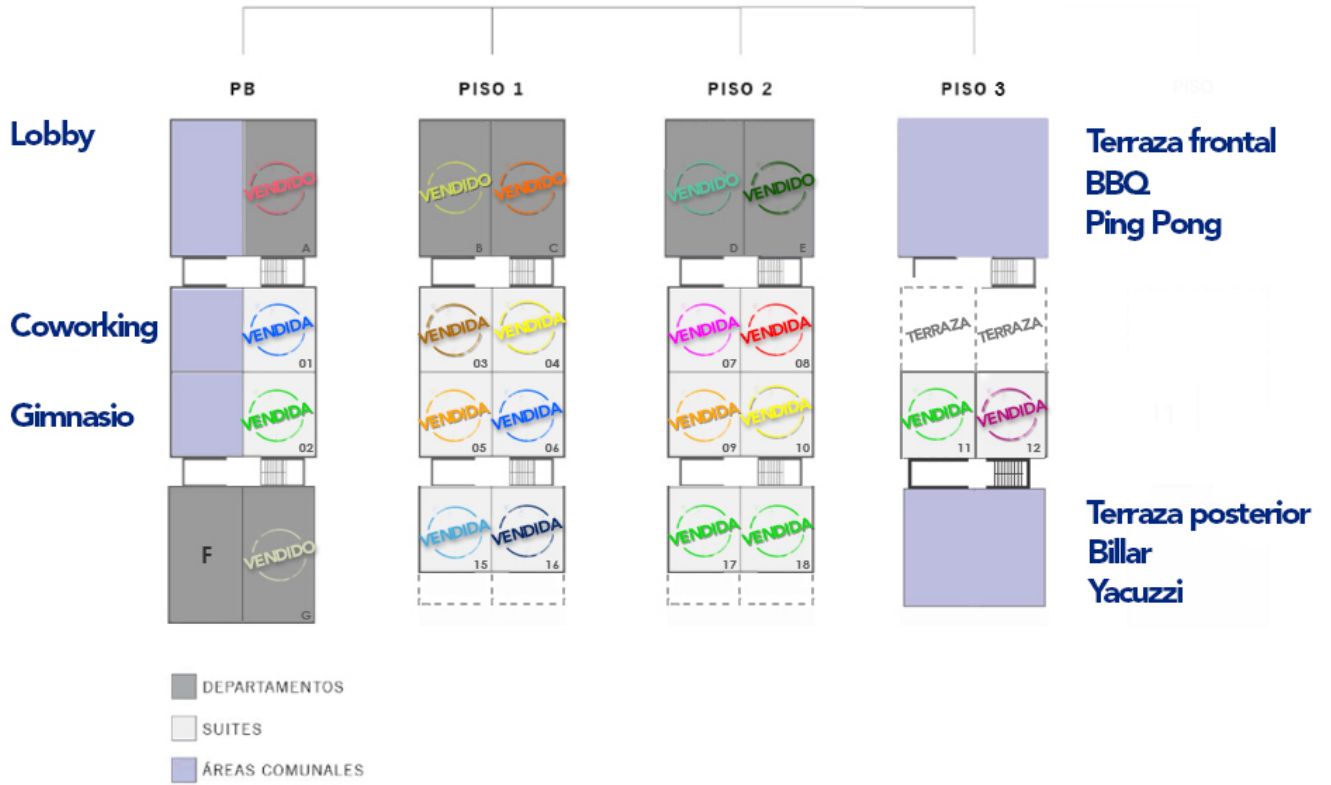 PB
PISO 1
PISO 2
PISO 3
Lobby
VENDIDO
A
VENDIDO
B
VENDIDO
C
VENDIDO
D
VENDIDO
E
Terraza frontal
BBQ
Ping Pong
Coworking
VENDIDA
01
VENDIDA
03
VENDIDA
04
VENDIDA
07
VENDIDA
08
TERRAZA
TERRAZA
Gimnasio
VENDIDA
02
VENDIDA
05
VENDIDA
06
VENDIDA
09
VENDIDA
10
VENDIDA
11
VENDIDA
12
F
VENDIDO
G
VENDIDA
15
VENDIDA
16
VENDIDA
17
VENDIDA
18
Terraza posterior
Billar
Yacuzzi
DEPARTAMENTOS
SUITES
ÁREAS COMUNALES